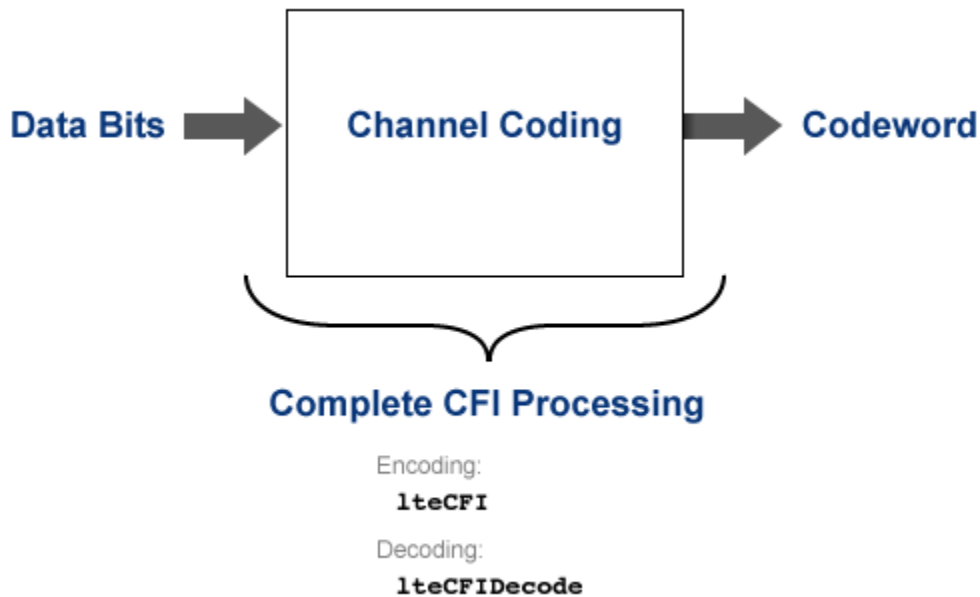 Data Bits
Channel Coding
Codeword
Complete CFI Processing
Encoding:
lteCFI
Decoding:
lteCFIDecode